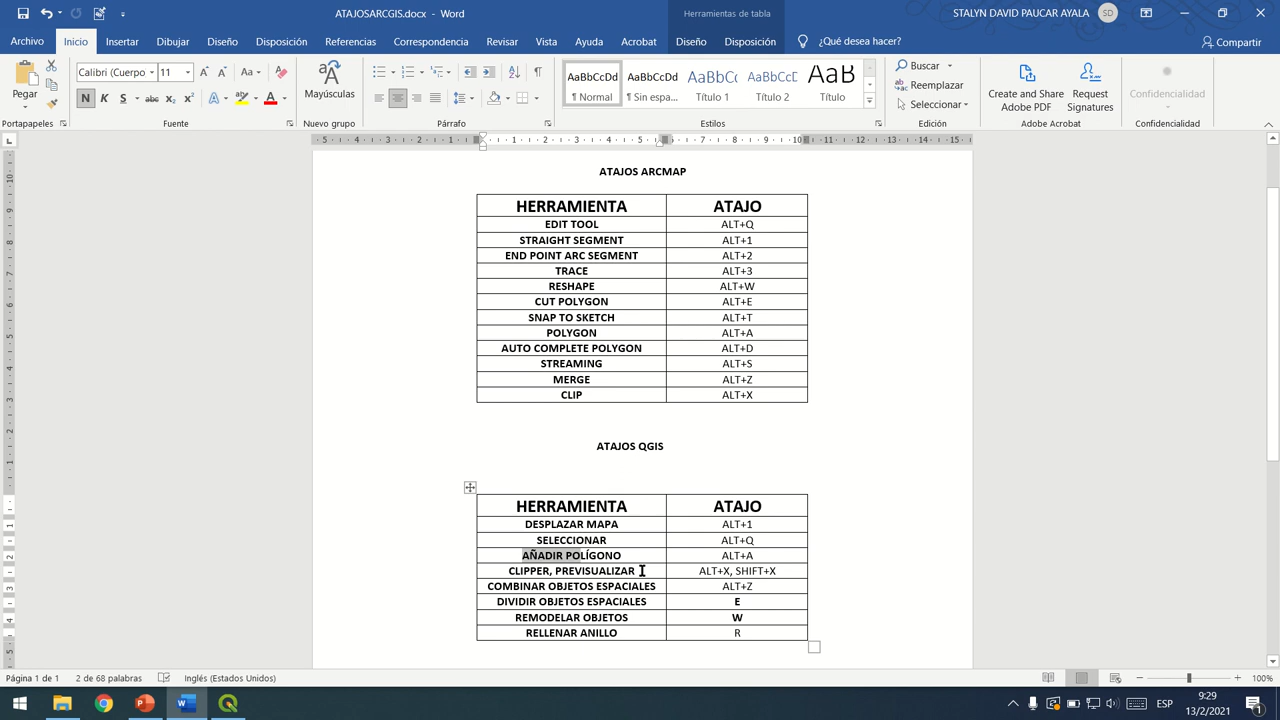 ATAJOSARCGIS.docx - Word
Herramientas de tabla
STALYN DAVID PAUCAR AYALA
SD
Archivo Inicio Insertar Dibujar Diseño Disposición Referencias Correspondencia Revisar Vista Ayuda Acrobat Diseño Disposición ¿Qué desea hacer? Compartir
Pegar
Calibri (Cuerpo 11
N K S abc x₂ x²
Mayúsculas
AaBbCcDd AaBbCcDd AaBbCc AaBbCcD AaB
¶ Normal ¶ Sin espa... Título 1 Título 2 Título
Buscar
Reemplazar
Seleccionar
Create and Share Adobe PDF
Request Signatures
Confidencialidad
Portapapeles Fuente Nuevo grupo Párrafo Estilos Edición Adobe Acrobat Confidencialidad
ATAJOS ARCMAP
HERRAMIENTA ATAJO
EDIT TOOL ALT+Q
STRAIGHT SEGMENT ALT+1
END POINT ARC SEGMENT ALT+2
TRACE ALT+3
RESHAPE ALT+W
CUT POLYGON ALT+E
SNAP TO SKETCH ALT+T
POLYGON ALT+A
AUTO COMPLETE POLYGON ALT+D
STREAMING ALT+S
MERGE ALT+Z
CLIP ALT+X
ATAJOS QGIS
HERRAMIENTA ATAJO
DESPLAZAR MAPA ALT+1
SELECCIONAR ALT+Q
AÑADIR POLÍGONO ALT+A
CLIPPER, PREVISUALIZAR ALT+X, SHIFT+X
COMBINAR OBJETOS ESPACIALES ALT+Z
DIVIDIR OBJETOS ESPACIALES E
REMODELAR OBJETOS W
RELLENAR ANILLO R
Página 1 de 1 2 de 68 palabras Inglés (Estados Unidos) 100%
ESP
9:29
13/2/2021